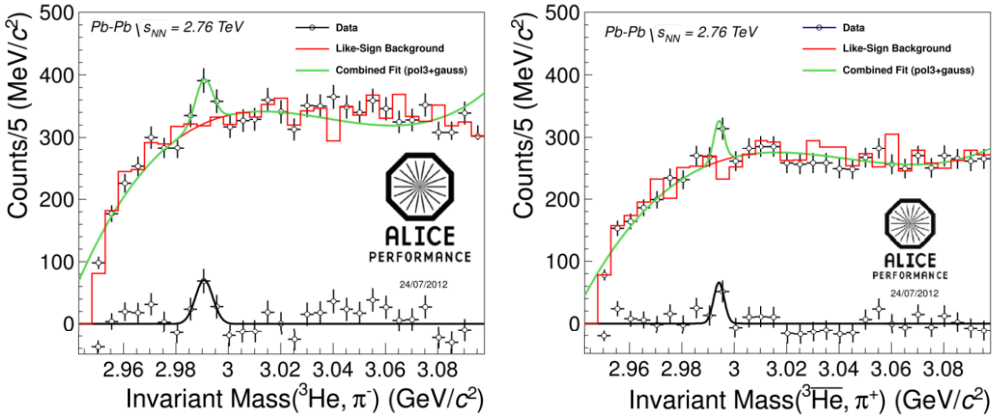 Pb-Pb \ sNN = 2.76 TeV
Data
Like-Sign Background
Combined Fit (pol3+gauss)
Counts/5 (MeV/c²)
500
400
300
200
100
0
ALICE
PERFORMANCE
24/07/2012
2.96 2.98 3 3.02 3.04 3.06 3.08
Invariant Mass(³He, π⁻) (GeV/c²)
Pb-Pb \ sNN = 2.76 TeV
Data
Like-Sign Background
Combined Fit (pol3+gauss)
Counts/5 (MeV/c²)
500
400
300
200
100
0
ALICE
PERFORMANCE
24/07/2012
2.96 2.98 3 3.02 3.04 3.06 3.08
Invariant Mass(³H̅e̅, π⁺) (GeV/c²)